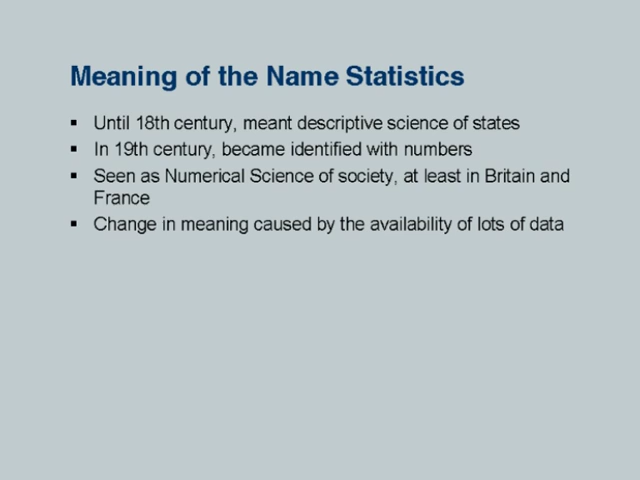 Meaning of the Name Statistics
▪ Until 18th century, meant descriptive science of states
▪ In 19th century, became identified with numbers
▪ Seen as Numerical Science of society, at least in Britain and
France
▪ Change in meaning caused by the availability of lots of data